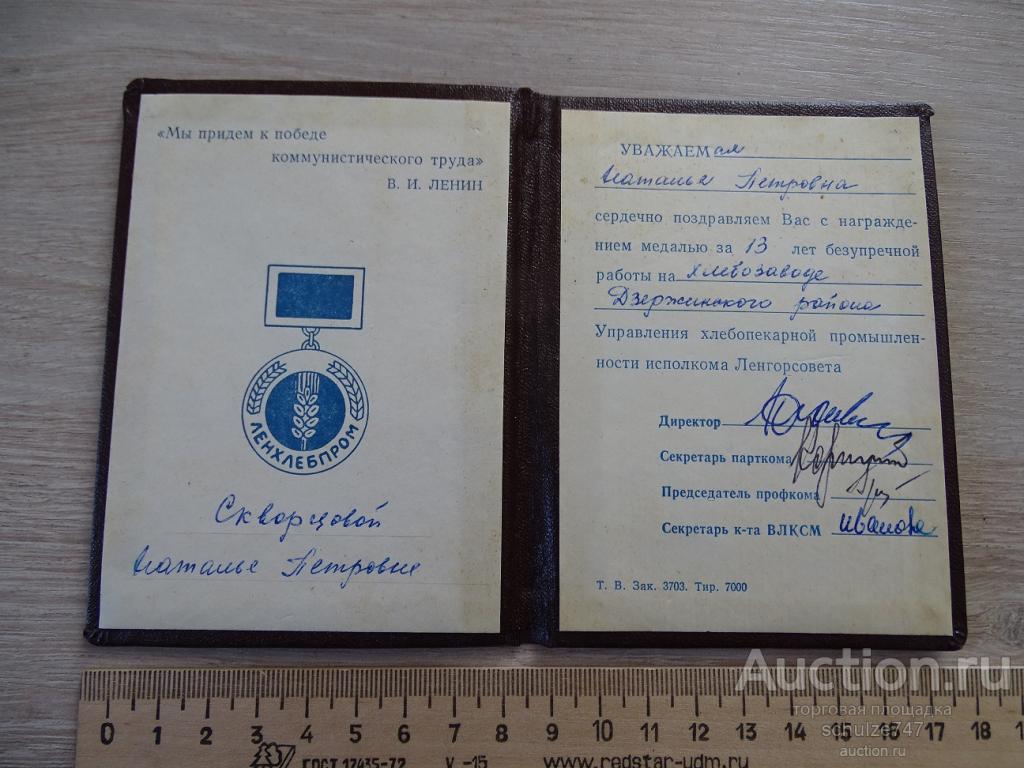 «Мы придем к победе
коммунистического труда»
В. И. ЛЕНИН
ЛЕНХЛЕБПРОМ
Скворцовой
Наталье Петровне
УВАЖАЕМая
Наталья Петровна
сердечно поздравляем Вас с награжде-
нием медалью за 13 лет безупречной
работы на хлебозаводе
Дзержинского района
Управления хлебопекарной промышлен-
ности исполкома Ленгорсовета
Директор
Секретарь парткома
Председатель профкома
Секретарь к-та ВЛКСМ Иванова
Т. В. Зак. 3703. Тир. 7000
0 1 2 3 4 5 6 7 8 9 10 11 12 13 14 15 16 17 18 1
ГОСТ 17435-72 V -15 www.redstar-udm.ru
Auction.ru
торговая площадка
schulze747
auction.ru